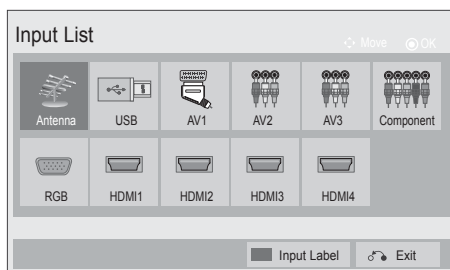 Input List
Move OK
Antenna USB AV1 AV2 AV3 Component
RGB HDMI1 HDMI2 HDMI3 HDMI4
Input Label Exit